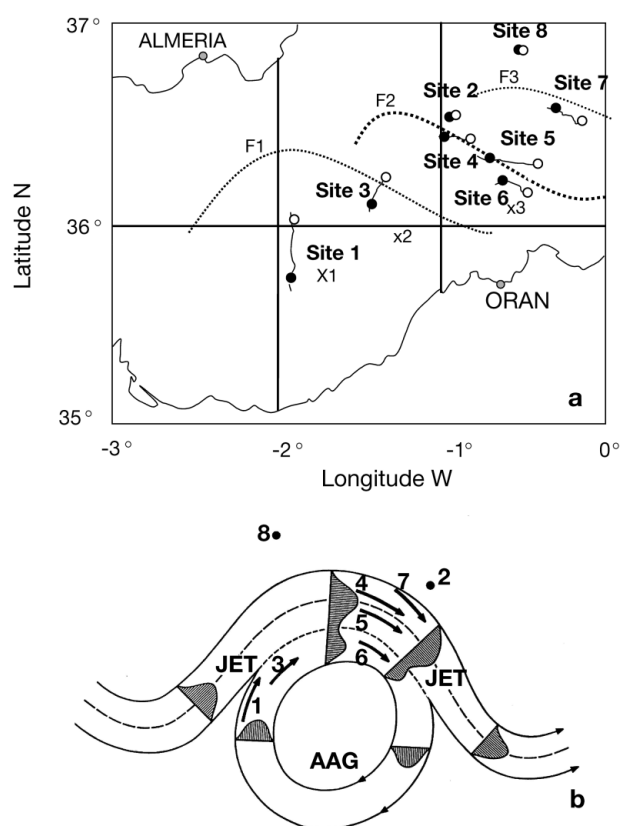 37°
Site 8
ALMERIA
F3
Site 7
Site 2
F2
F1
Site 5
Site 4
Site 3
Site 6
x3
36°
x2
Site 1
X1
ORAN
Latitude N
a
35°
-3° -2° -1° 0°
Longitude W
8
4 7 2
5
JET 3 6 JET
1
AAG
b